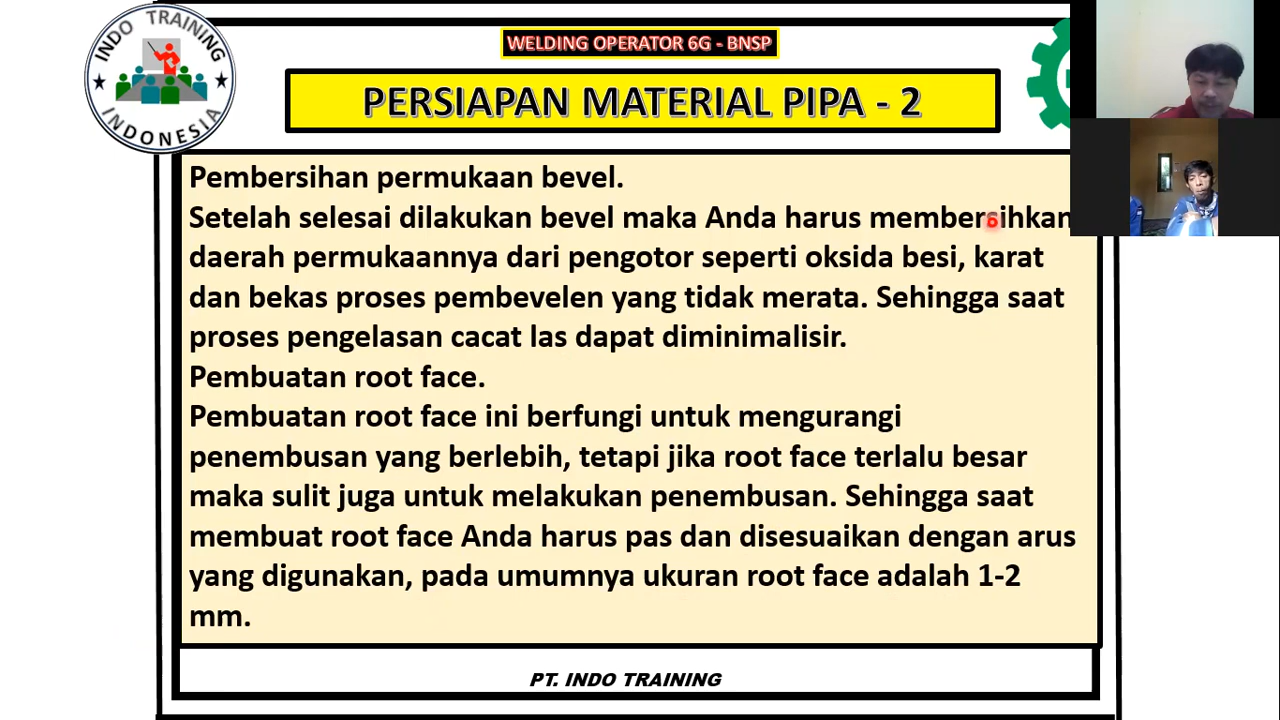 INDO TRAINING
INDONESIA
WELDING OPERATOR 6G - BNSP
PERSIAPAN MATERIAL PIPA - 2
Pembersihan permukaan bevel.
Setelah selesai dilakukan bevel maka Anda harus membersihkan
daerah permukaannya dari pengotor seperti oksida besi, karat
dan bekas proses pembevelen yang tidak merata. Sehingga saat
proses pengelasan cacat las dapat diminimalisir.
Pembuatan root face.
Pembuatan root face ini berfungi untuk mengurangi
penembusan yang berlebih, tetapi jika root face terlalu besar
maka sulit juga untuk melakukan penembusan. Sehingga saat
membuat root face Anda harus pas dan disesuaikan dengan arus
yang digunakan, pada umumnya ukuran root face adalah 1-2
mm.
PT. INDO TRAINING